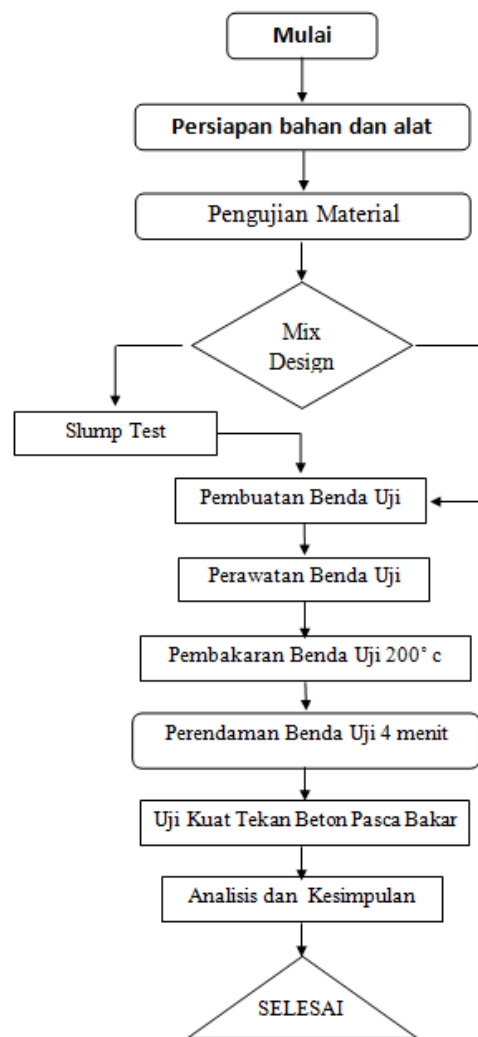 Mulai
Persiapan bahan dan alat
Pengujian Material
Mix
Design
Slump Test
Pembuatan Benda Uji
Perawatan Benda Uji
Pembakaran Benda Uji 200° c
Perendaman Benda Uji 4 menit
Uji Kuat Tekan Beton Pasca Bakar
Analisis dan Kesimpulan
SELESAI